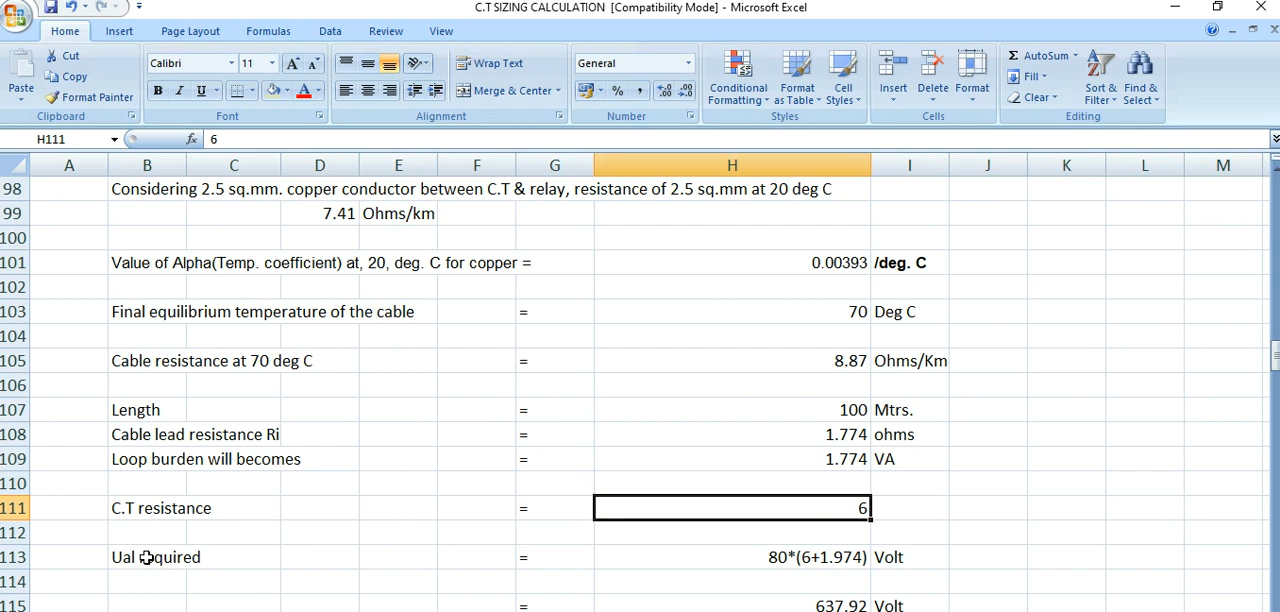 C.T SIZING CALCULATION [Compatibility Mode] - Microsoft Excel
Home Insert Page Layout Formulas Data Review View
Paste Cut Copy Format Painter Clipboard
Calibri 11 A A B I U A Font
Wrap Text Merge & Center Alignment
General % , .0 .00 .00 .0 Number
Conditional Formatting Format as Table Cell Styles Styles
Insert Delete Format Cells
Σ AutoSum Fill Clear Sort & Filter Find & Select Editing
H111 fx 6
A B C D E F G H I J K L M
98 Considering 2.5 sq.mm. copper conductor between C.T & relay, resistance of 2.5 sq.mm at 20 deg C
99 7.41 Ohms/km
100
101 Value of Alpha(Temp. coefficient) at, 20, deg. C for copper = 0.00393 /deg. C
102
103 Final equilibrium temperature of the cable = 70 Deg C
104
105 Cable resistance at 70 deg C = 8.87 Ohms/Km
106
107 Length = 100 Mtrs.
108 Cable lead resistance Ri = 1.774 ohms
109 Loop burden will becomes = 1.774 VA
110
111 C.T resistance = 6
112
113 Ual = 80*(6+1.974) Volt
114
115 = 637.92 Volt